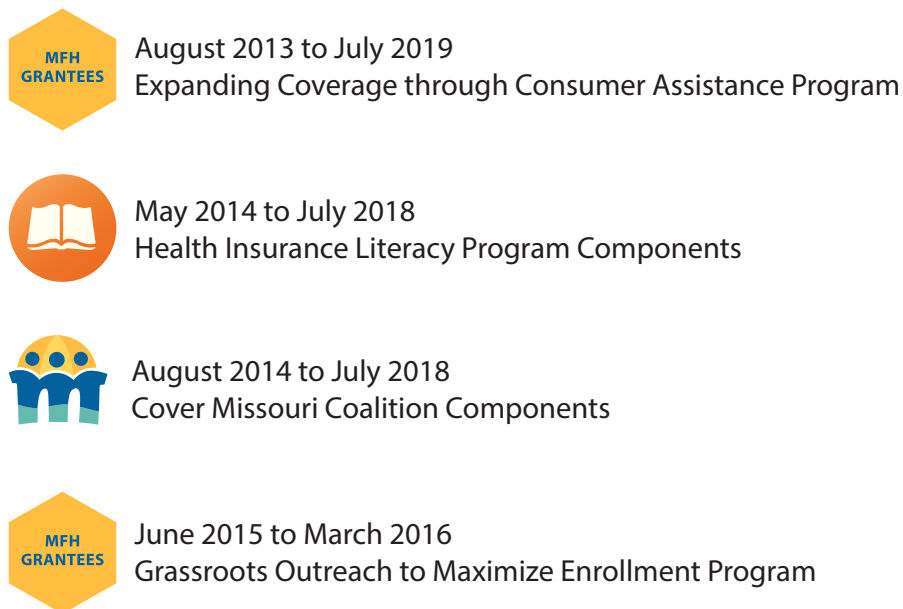 MFH
GRANTEES
August 2013 to July 2019
Expanding Coverage through Consumer Assistance Program
May 2014 to July 2018
Health Insurance Literacy Program Components
August 2014 to July 2018
Cover Missouri Coalition Components
MFH
GRANTEES
June 2015 to March 2016
Grassroots Outreach to Maximize Enrollment Program